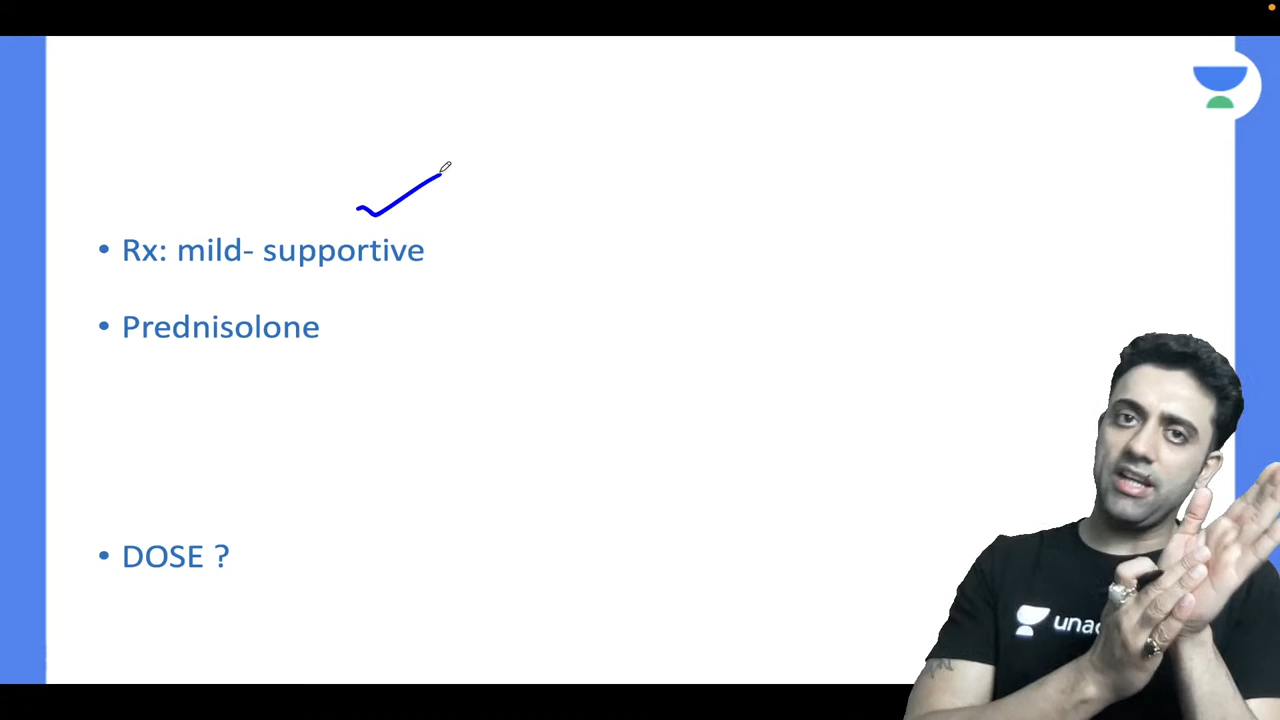 • Rx: mild- supportive
• Prednisolone
• DOSE ?